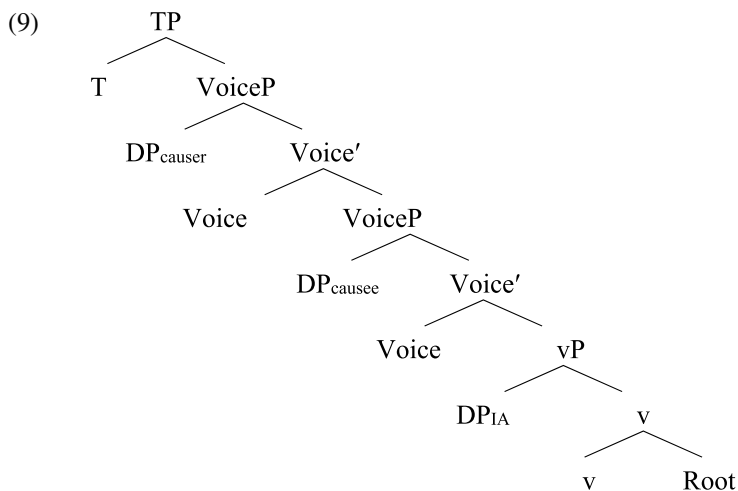 (9) TP
T VoiceP
DPcauser Voice′
Voice VoiceP
DPcausee Voice′
Voice vP
DPIA v
v Root